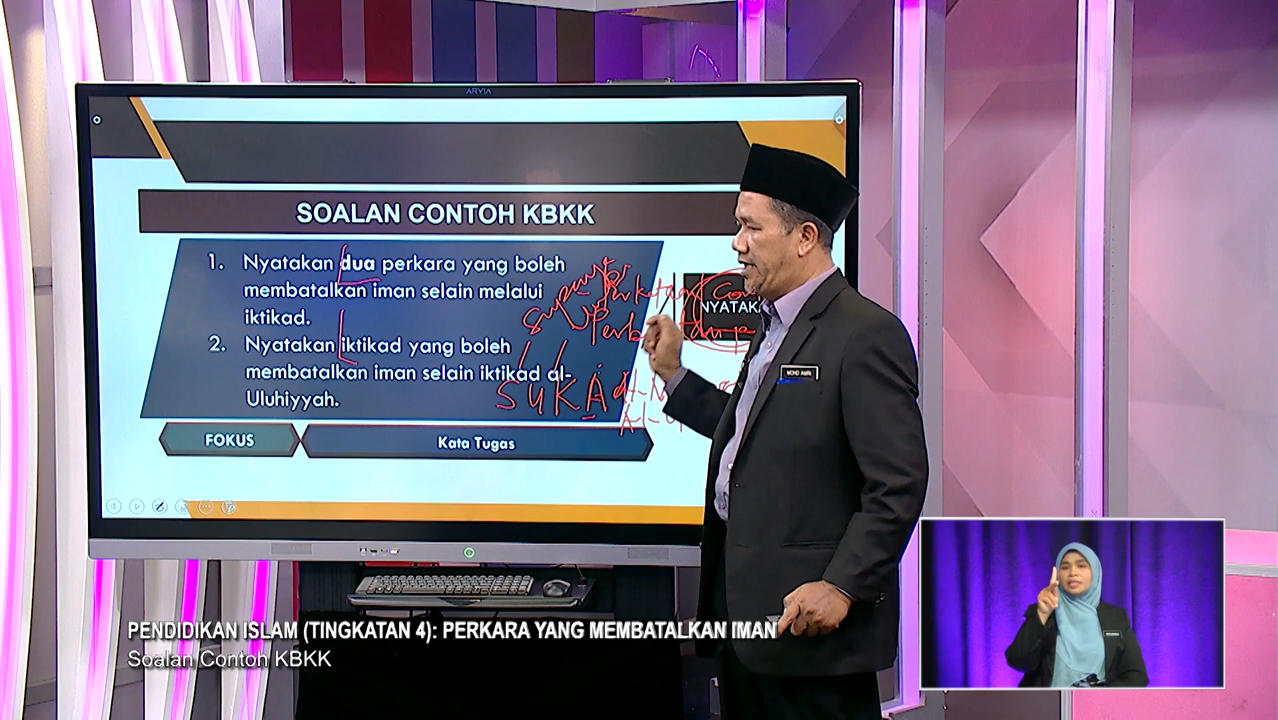 ARVIA
SOALAN CONTOH KBKK
1. Nyatakan dua perkara yang boleh
membatalkan iman selain melalui
iktikad.
2. Nyatakan iktikad yang boleh
membatalkan iman selain iktikad al-
Uluhiyyah.
SUKA
FOKUS
Kata Tugas
MOHD AMRI
PENDIDIKAN ISLAM (TINGKATAN 4): PERKARA YANG MEMBATALKAN IMAN
Soalan Contoh KBKK